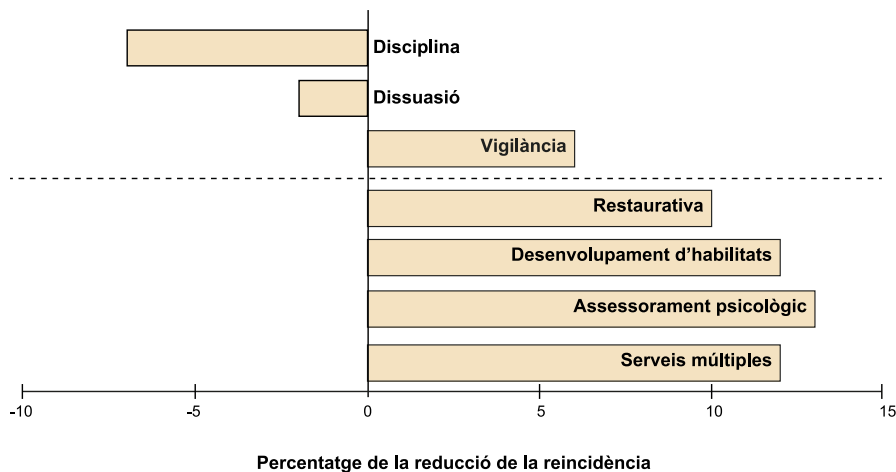 Disciplina
Dissuasió
Vigilància
Restaurativa
Desenvolupament d'habilitats
Assessorament psicològic
Serveis múltiples
-10 -5 0 5 10 15
Percentatge de la reducció de la reincidència